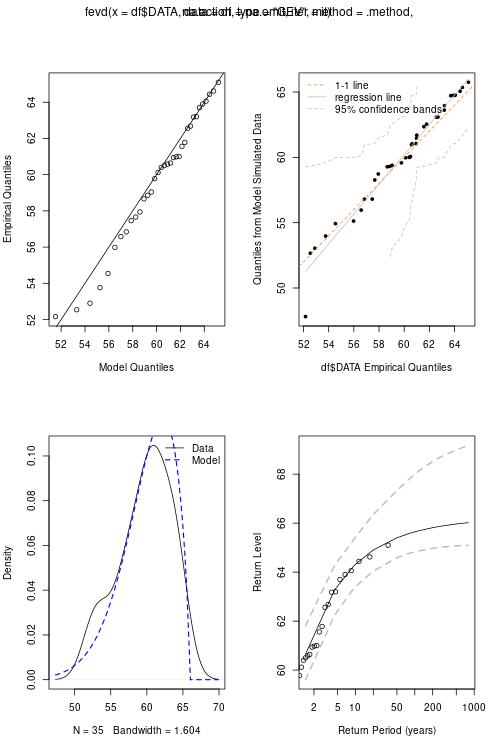 fevd(x = df$DATA, data = df, type = "GEV", method = .method,
52 54 56 58 60 62 64
52 54 56 58 60 62 64
Model Quantiles
Empirical Quantiles
1-1 line
regression line
95% confidence bands
50 55 60 65
52 54 56 58 60 62 64
df$DATA Empirical Quantiles
Quantiles from Model Simulated Data
Data
Model
0.00 0.02 0.04 0.06 0.08 0.10
50 55 60 65 70
N = 35 Bandwidth = 1.604
Density
60 62 64 66 68
2 5 10 50 200 1000
Return Period (years)
Return Level